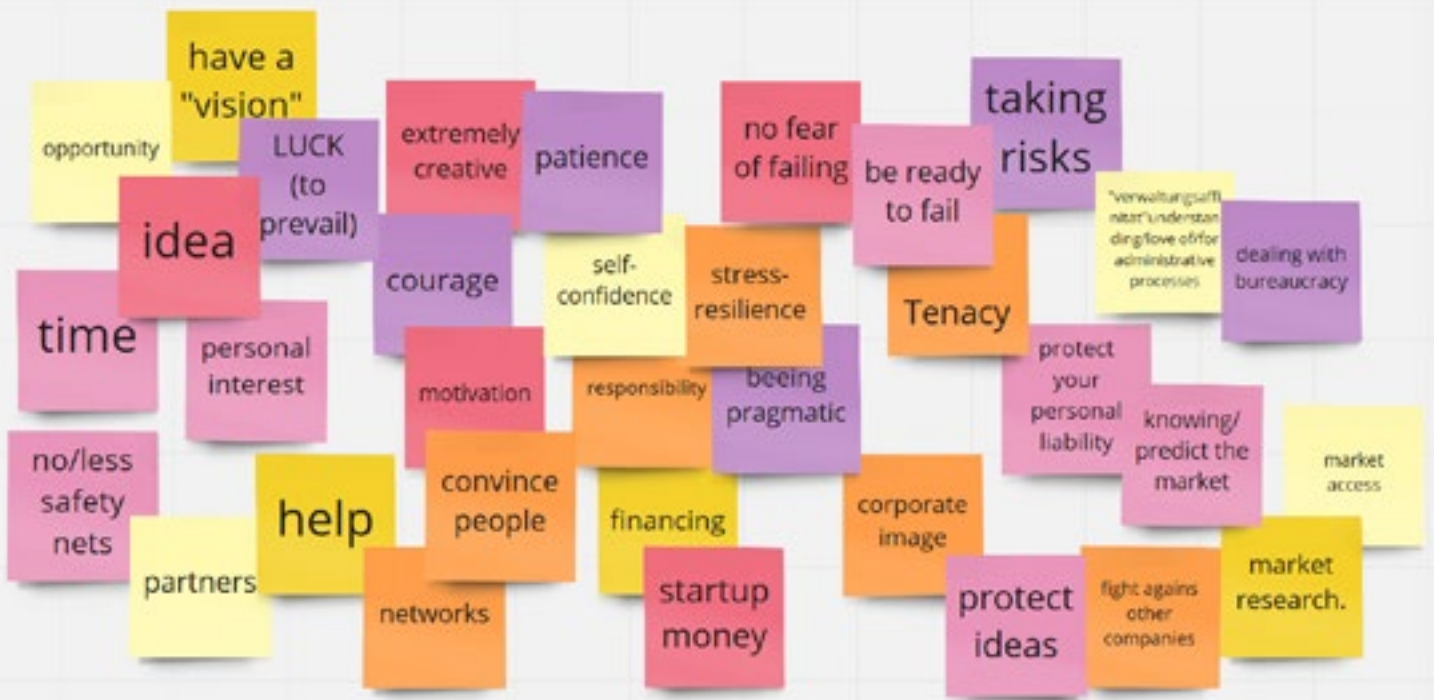 have a
"vision"
opportunity
LUCK
(to
prevail)
idea
time
personal
interest
extremely
creative
patience
courage
self-
confidence
stress-
resilience
motivation
responsibility
beeing
pragmatic
no fear
of failing
be ready
to fail
taking
risks
Tenacy
"verwaltungsaffi
nität"understan
ding/love of/for
administrative
processes
dealing with
bureaucracy
protect
your
personal
liability
knowing/
predict the
market
market
access
no/less
safety
nets
partners
help
convince
people
networks
financing
startup
money
corporate
image
protect
ideas
fight agains
other
companies
market
research.